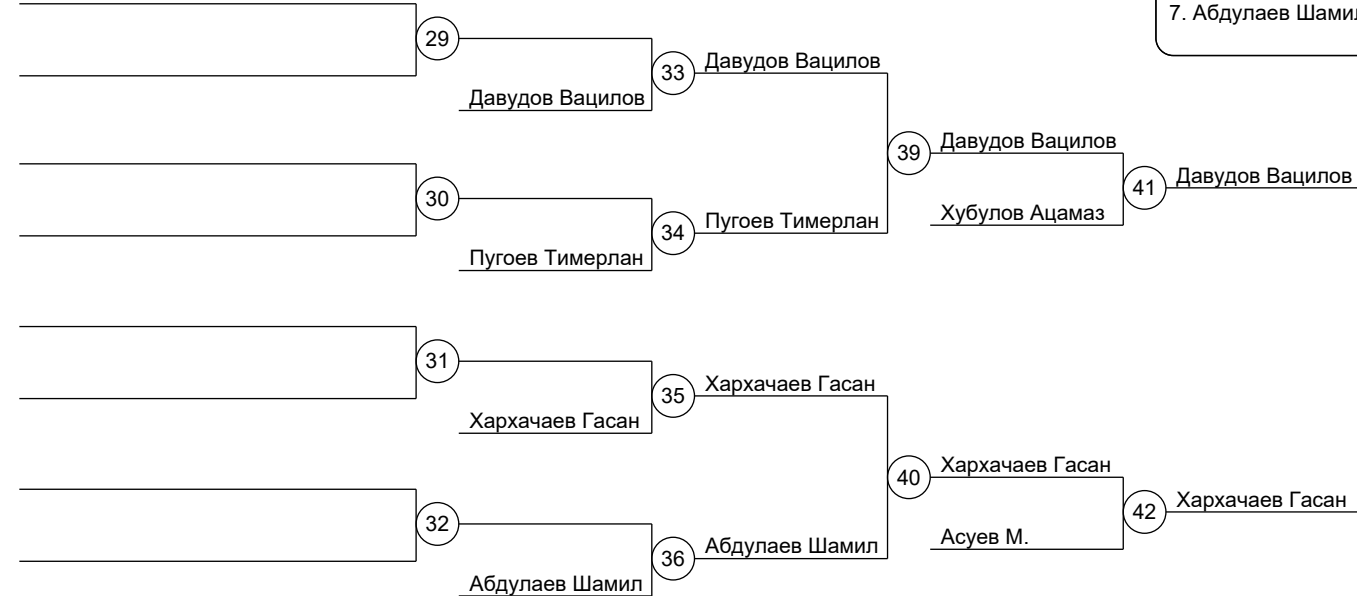 7. Абдулаев Шамил
29
Давудов Вацилов
33
Давудов Вацилов
30
Пугоев Тимерлан
34
Пугоев Тимерлан
39
Давудов Вацилов
Хубулов Ацамаз
41
Давудов Вацилов
31
Хархачаев Гасан
35
Хархачаев Гасан
32
Абдулаев Шамил
36
Абдулаев Шамил
40
Хархачаев Гасан
Асуев М.
42
Хархачаев Гасан